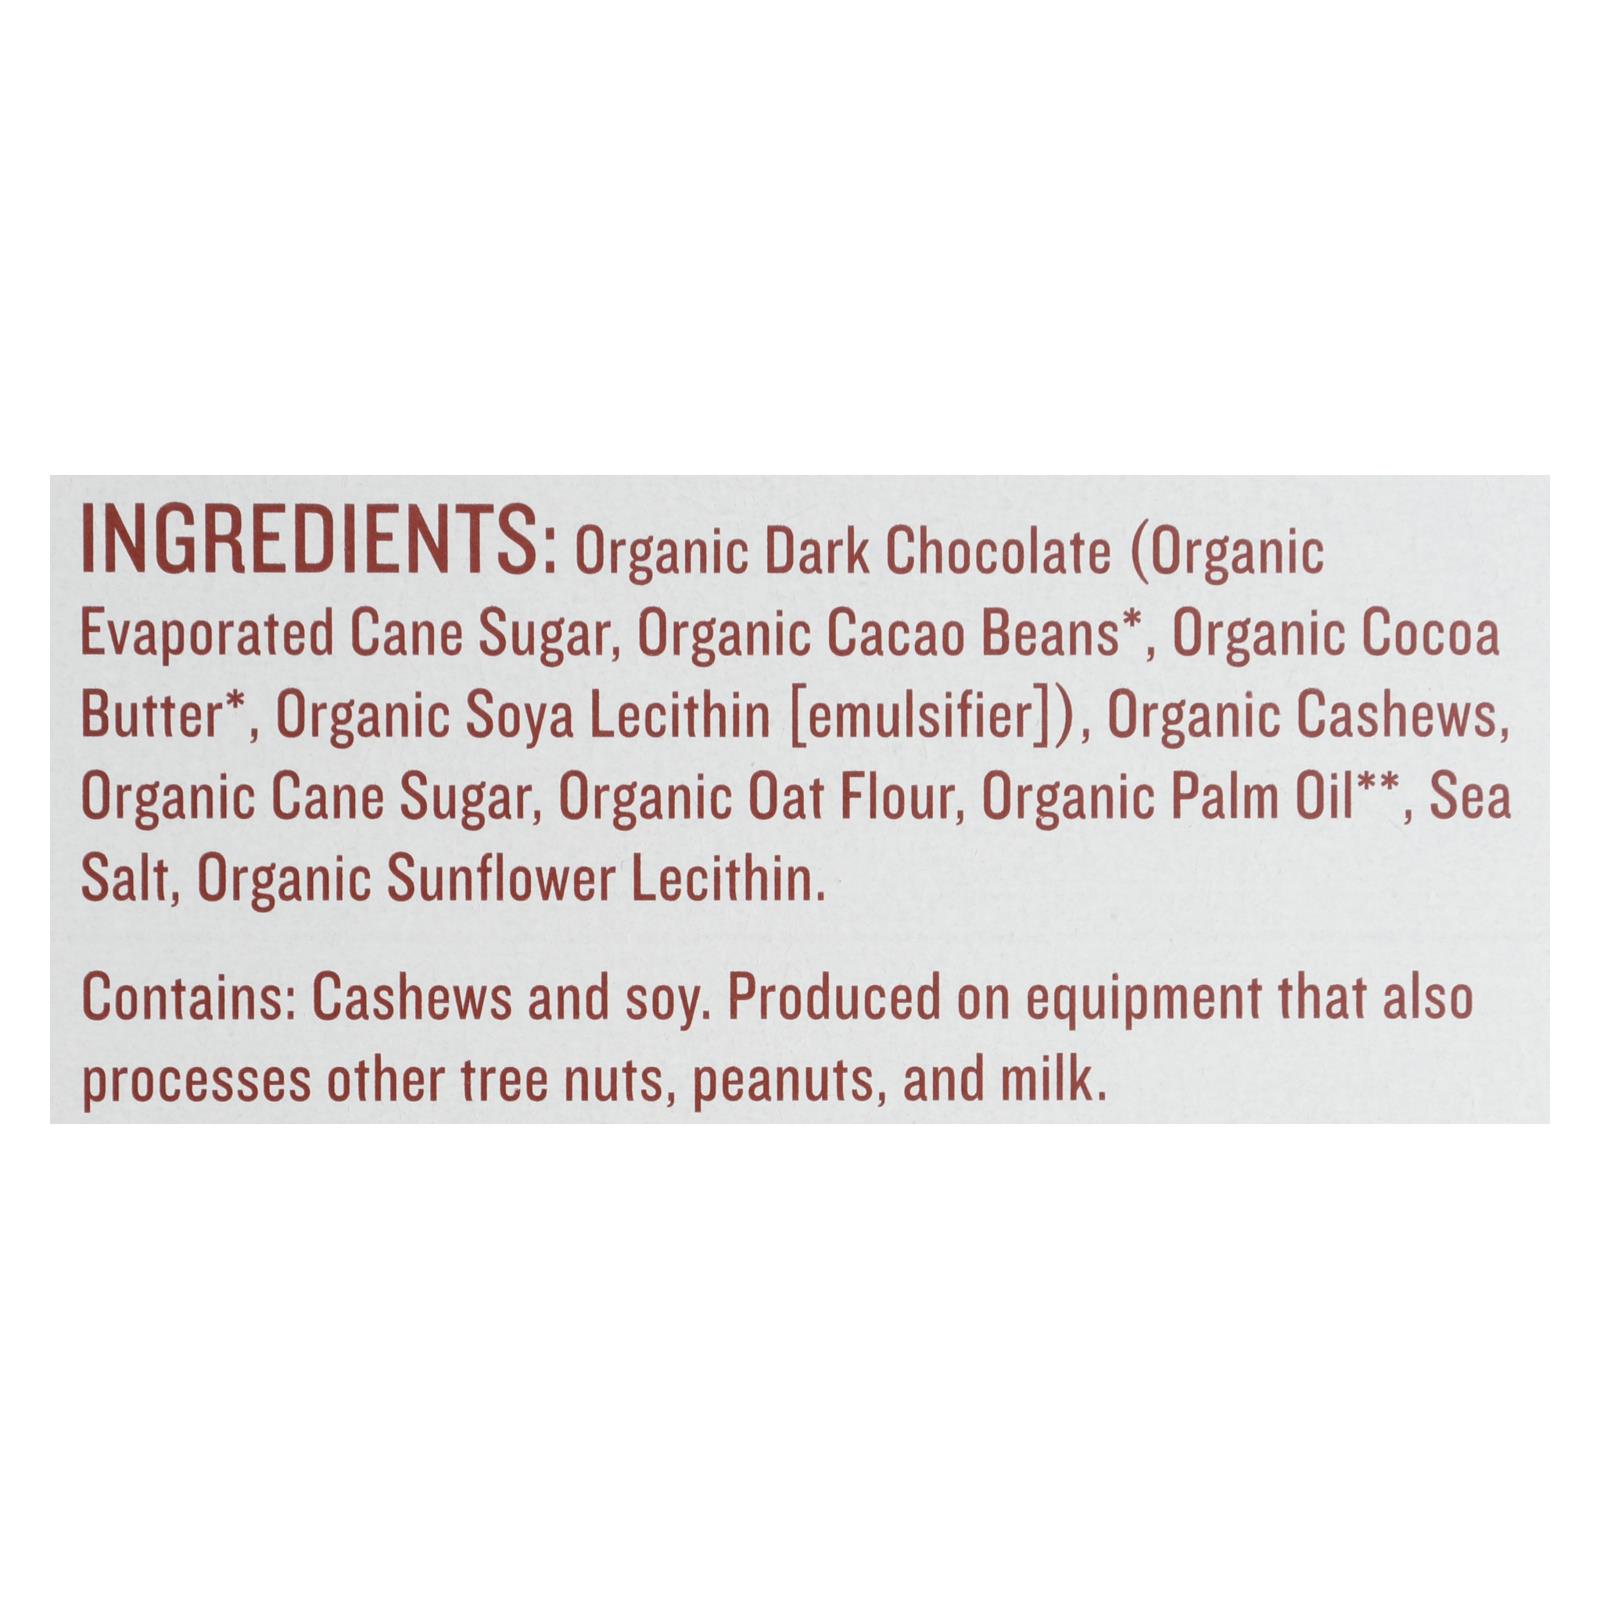 INGREDIENTS: Organic Dark Chocolate (Organic
Evaporated Cane Sugar, Organic Cacao Beans*, Organic Cocoa
Butter*, Organic Soya Lecithin [emulsifier]), Organic Cashews,
Organic Cane Sugar, Organic Oat Flour, Organic Palm Oil**, Sea
Salt, Organic Sunflower Lecithin.
Contains: Cashews and soy. Produced on equipment that also
processes other tree nuts, peanuts, and milk.